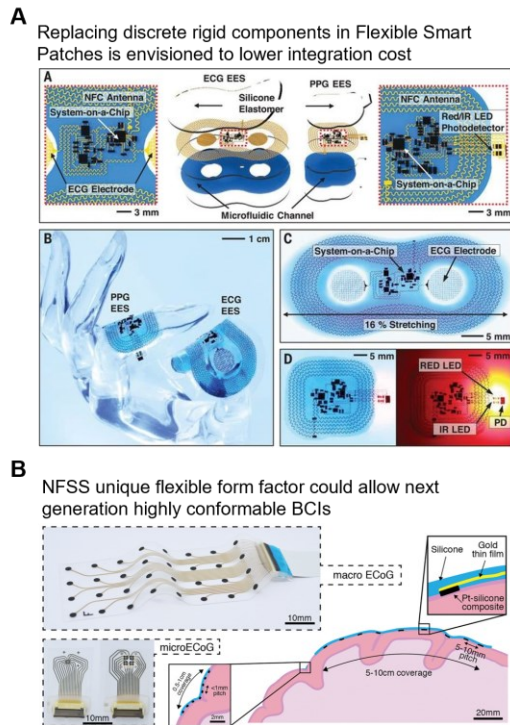 A
Replacing discrete rigid components in Flexible Smart
Patches is envisioned to lower integration cost
A
NFC Antenna
System-on-a-Chip
ECG Electrode
3 mm
ECG EES
PPG EES
Silicone
Elastomer
Microfluidic Channel
NFC Antenna
Red/IR LED
Photodetector
System-on-a-Chip
3 mm
B
1 cm
PPG
EES
ECG
EES
C
System-on-a-Chip
ECG Electrode
16 % Stretching
5 mm
D
5 mm
5 mm
RED LED
IR LED
PD
B
NFSS unique flexible form factor could allow next
generation highly conformable BCIs
macro ECoG
10mm
microECoG
10mm
0.5-1cm
coverage
<1mm
pitch
2mm
Silicone
Gold
thin film
Pt-silicone
composite
5-10mm
pitch
5-10cm coverage
20mm